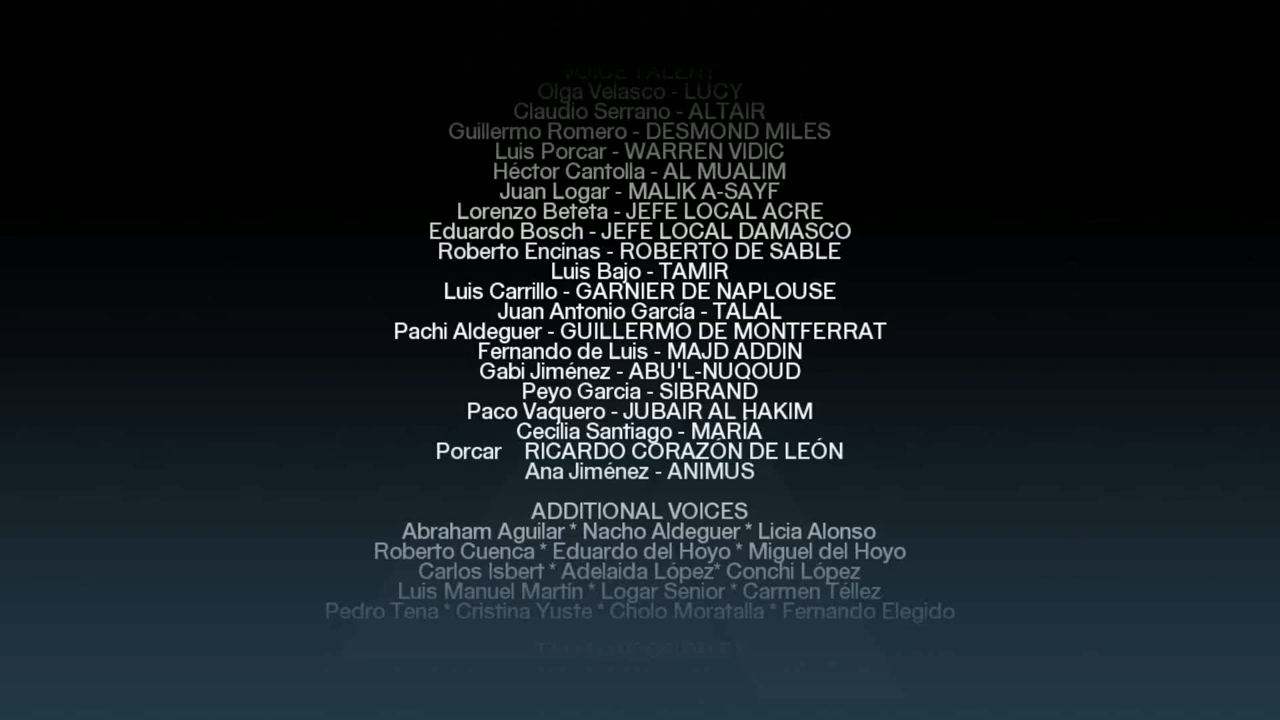 VOICE TALENT
Olga Velasco - LUCY
Claudio Serrano - ALTAIR
Guillermo Romero - DESMOND MILES
Luis Porcar - WARREN VIDIC
Héctor Cantolla - AL MUALIM
Juan Logar - MALIK A-SAYF
Lorenzo Beteta - JEFE LOCAL ACRE
Eduardo Bosch - JEFE LOCAL DAMASCO
Roberto Encinas - ROBERTO DE SABLE
Luis Bajo - TAMIR
Luis Carrillo - GARNIER DE NAPLOUSE
Juan Antonio García - TALAL
Pachi Aldeguer - GUILLERMO DE MONTFERRAT
Fernando de Luis - MAJD ADDIN
Gabi Jiménez - ABU'L-NUQOUD
Peyo Garcia - SIBRAND
Paco Vaquero - JUBAIR AL HAKIM
Cecilia Santiago - MARÍA
Porcar RICARDO CORAZÓN DE LEÓN
Ana Jiménez - ANIMUS
ADDITIONAL VOICES
Abraham Aguilar * Nacho Aldeguer * Licia Alonso
Roberto Cuenca * Eduardo del Hoyo * Miguel del Hoyo
Carlos Isbert * Adelaida López* Conchi López
Luis Manuel Martín * Logar Senior * Carmen Téllez
Pedro Tena * Cristina Yuste * Cholo Moratalla * Fernando Elegido